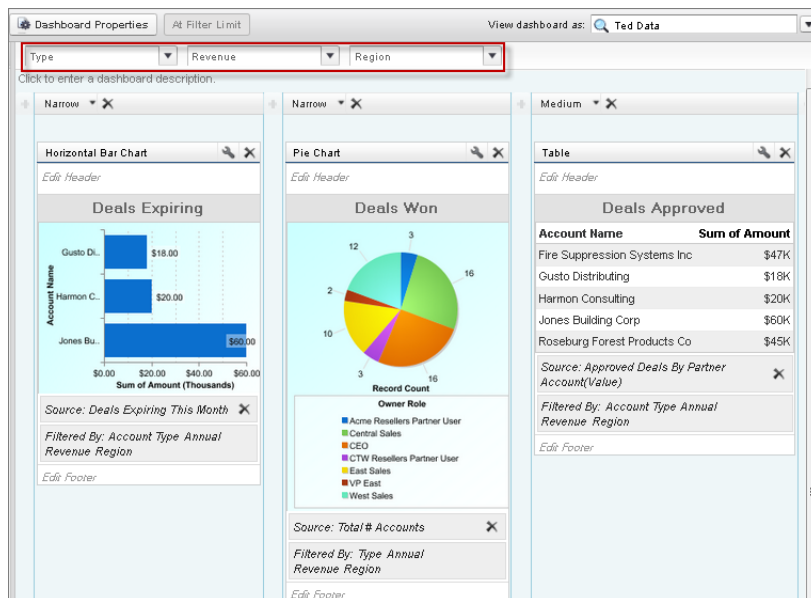 Dashboard Properties At Filter Limit View dashboard as: Ted Data
Type Revenue Region
Click to enter a dashboard description.
Narrow Narrow Medium
Horizontal Bar Chart
Edit Header
Deals Expiring
Account Name
Gusto Di..
$18.00
Harmon C..
$20.00
Jones Bu..
$60.00
$0.00 $20.00 $40.00 $60.00
Sum of Amount (Thousands)
Source: Deals Expiring This Month
Filtered By: Account Type Annual
Revenue Region
Edit Footer
Pie Chart
Edit Header
Deals Won
3
12
16
2
10
3
16
Record Count
Owner Role
Acme Resellers Partner User
Central Sales
CEO
CTW Resellers Partner User
East Sales
VP East
West Sales
Source: Total # Accounts
Filtered By: Type Annual
Revenue Region
Edit Footer
Table
Edit Header
Deals Approved
Account Name Sum of Amount
Fire Suppression Systems Inc $47K
Gusto Distributing $18K
Harmon Consulting $20K
Jones Building Corp $60K
Roseburg Forest Products Co $45K
Source: Approved Deals By Partner
Account(Value)
Filtered By: Account Type Annual
Revenue Region
Edit Footer